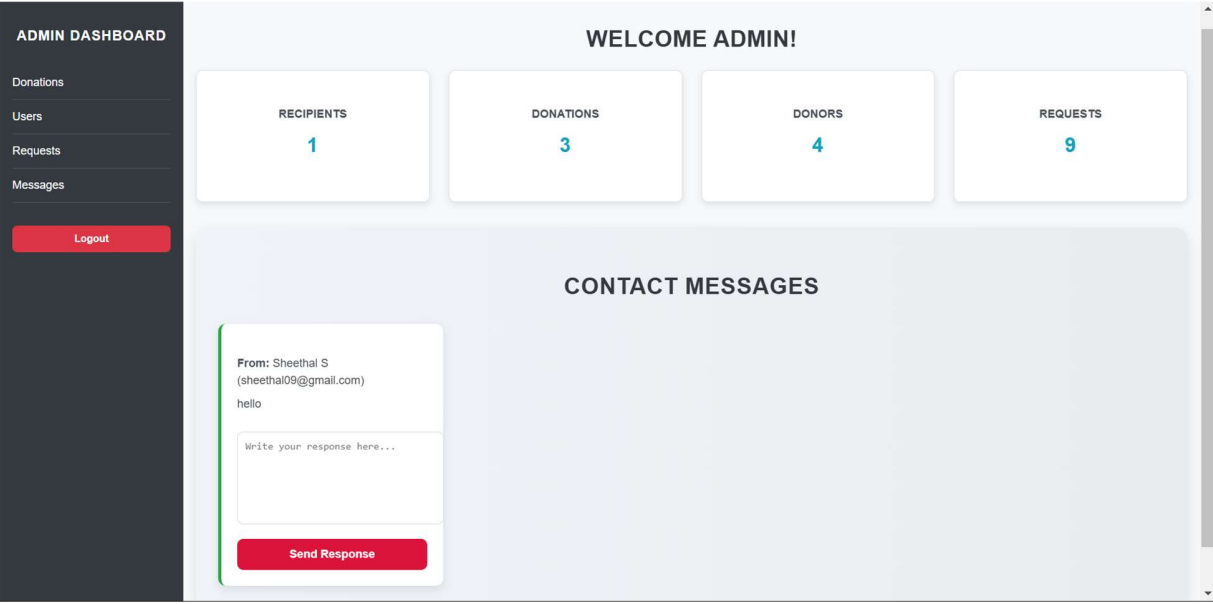 ADMIN DASHBOARD
Donations
Users
Requests
Messages
Logout
WELCOME ADMIN!
RECIPIENTS
1
DONATIONS
3
DONORS
4
REQUESTS
9
CONTACT MESSAGES
From: Sheethal S
(sheethal09@gmail.com)
hello
Write your response here...
Send Response